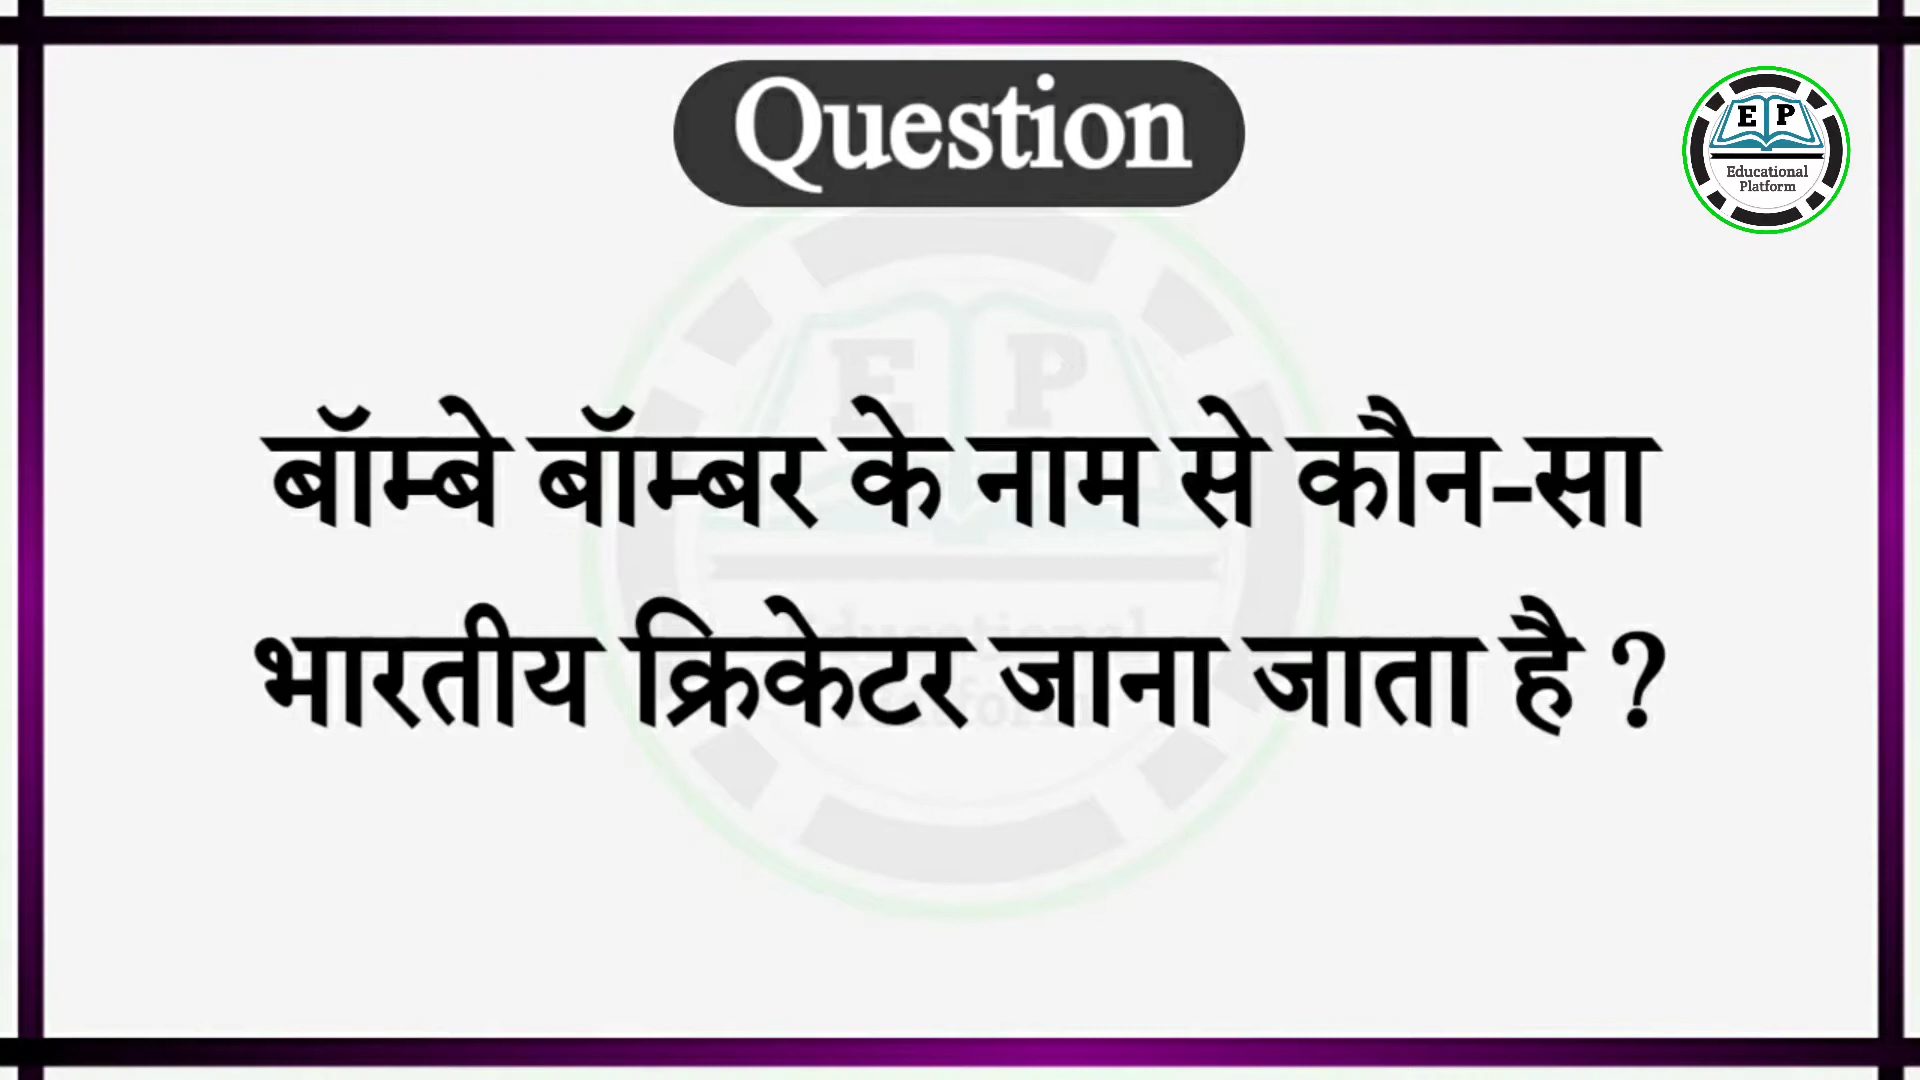 Question
E P
Educational
Platform
बॉम्बे बॉम्बर के नाम से कौन-सा
भारतीय क्रिकेटर जाना जाता है ?